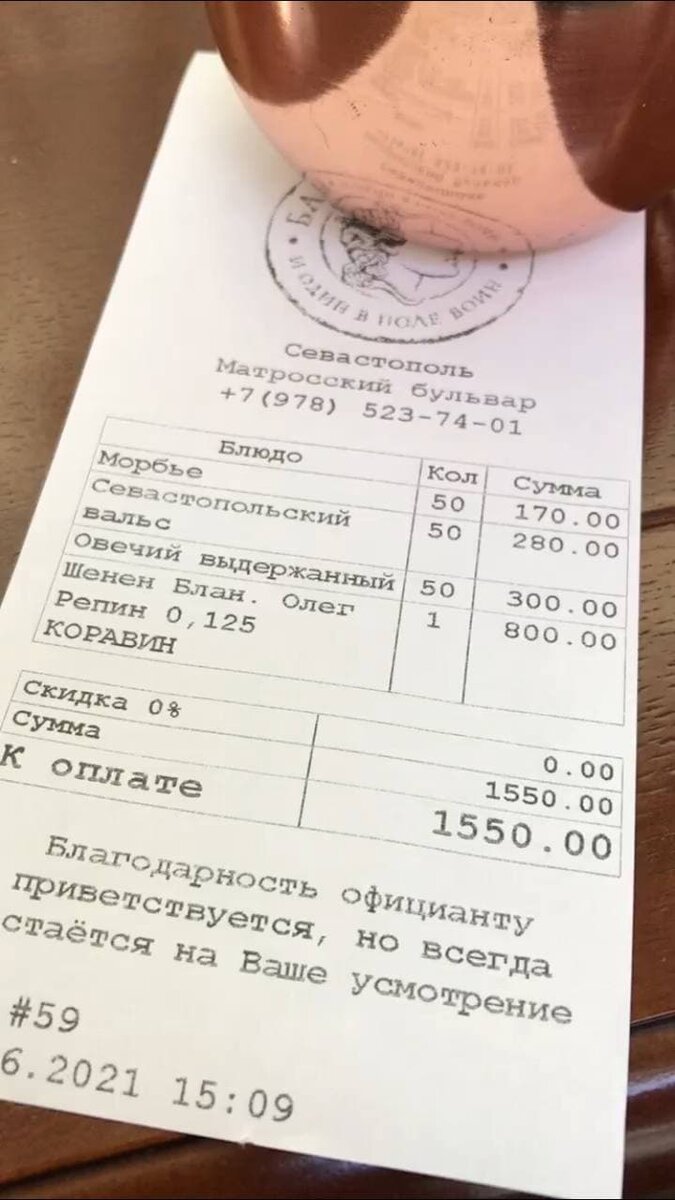 И ОДИН В ПОЛЕ ВОИН
Севастополь
Матросский бульвар
+7(978) 523-74-01
Блюдо Кол Сумма
Морбье 50 170.00
Севастопольский 50 280.00
вальс
Овечий выдержанный 50 300.00
Шенен Блан. Олег 1 800.00
Репин 0,125
КОРАВИН
Скидка 0% 0.00
Сумма 1550.00
К оплате 1550.00
Благодарность официанту
приветствуется, но всегда
стаётся на Ваше усмотрение
#59
6.2021 15:09